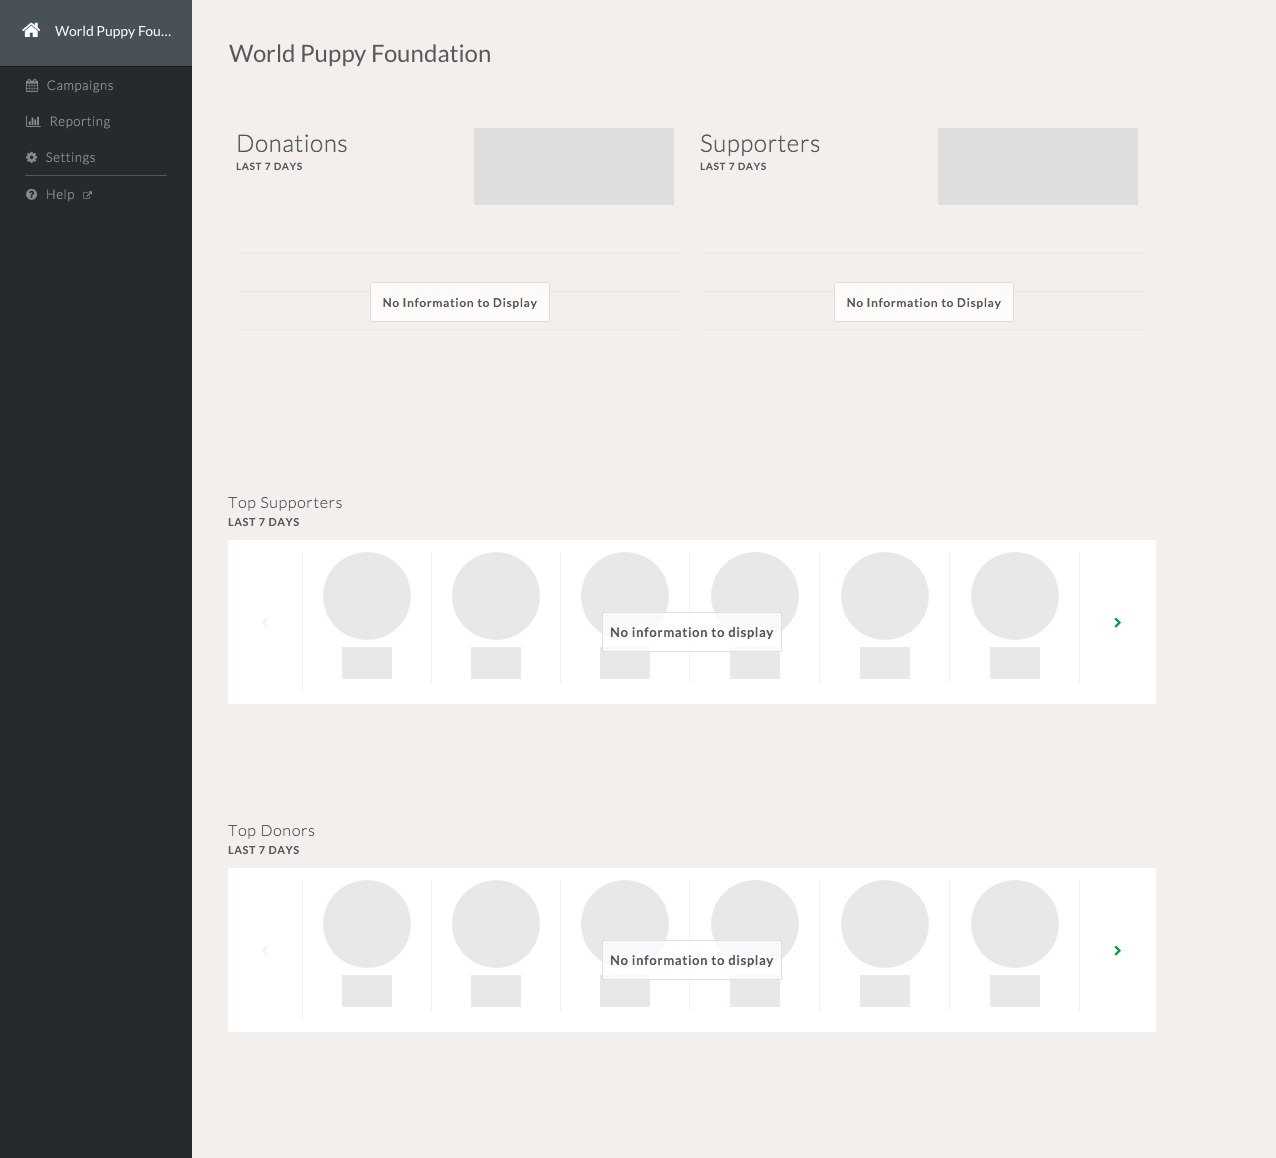 World Puppy Fou...
Campaigns
Reporting
Settings
Help
World Puppy Foundation
Donations
LAST 7 DAYS
No Information to Display
Supporters
LAST 7 DAYS
No Information to Display
Top Supporters
LAST 7 DAYS
No information to display
Top Donors
LAST 7 DAYS
No information to display